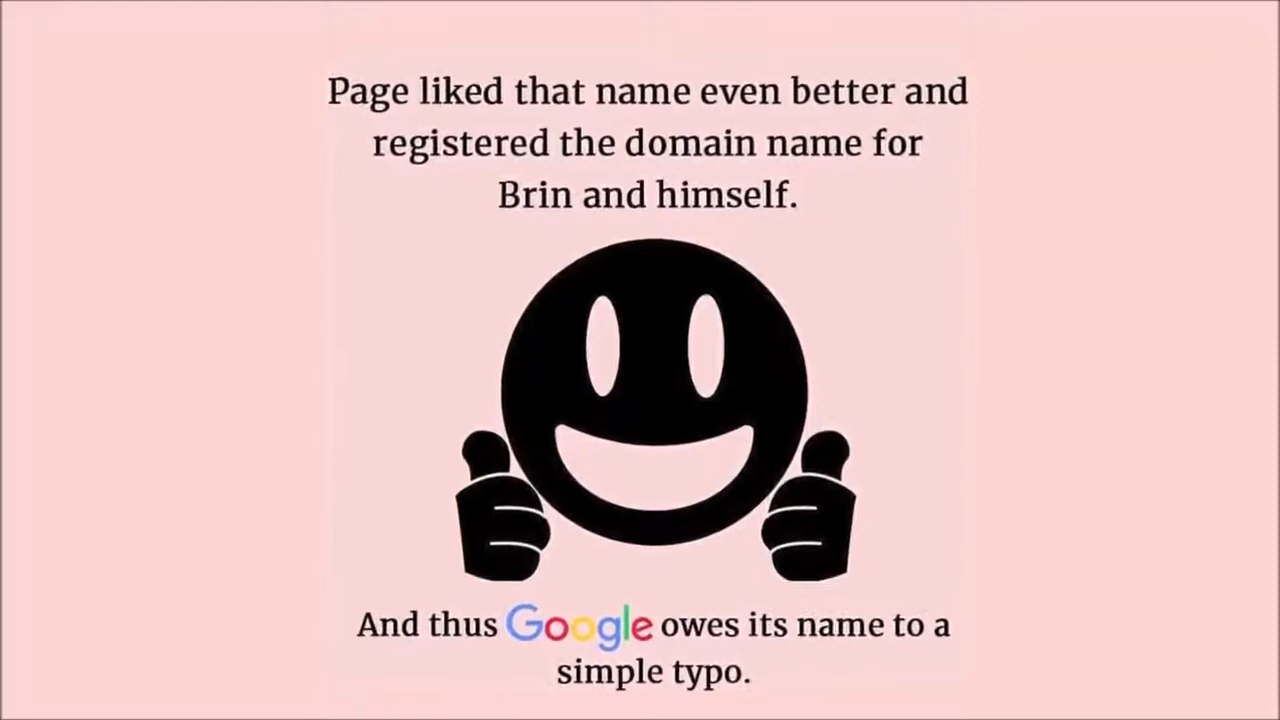 Page liked that name even better and
registered the domain name for
Brin and himself.
And thus Google owes its name to a
simple typo.